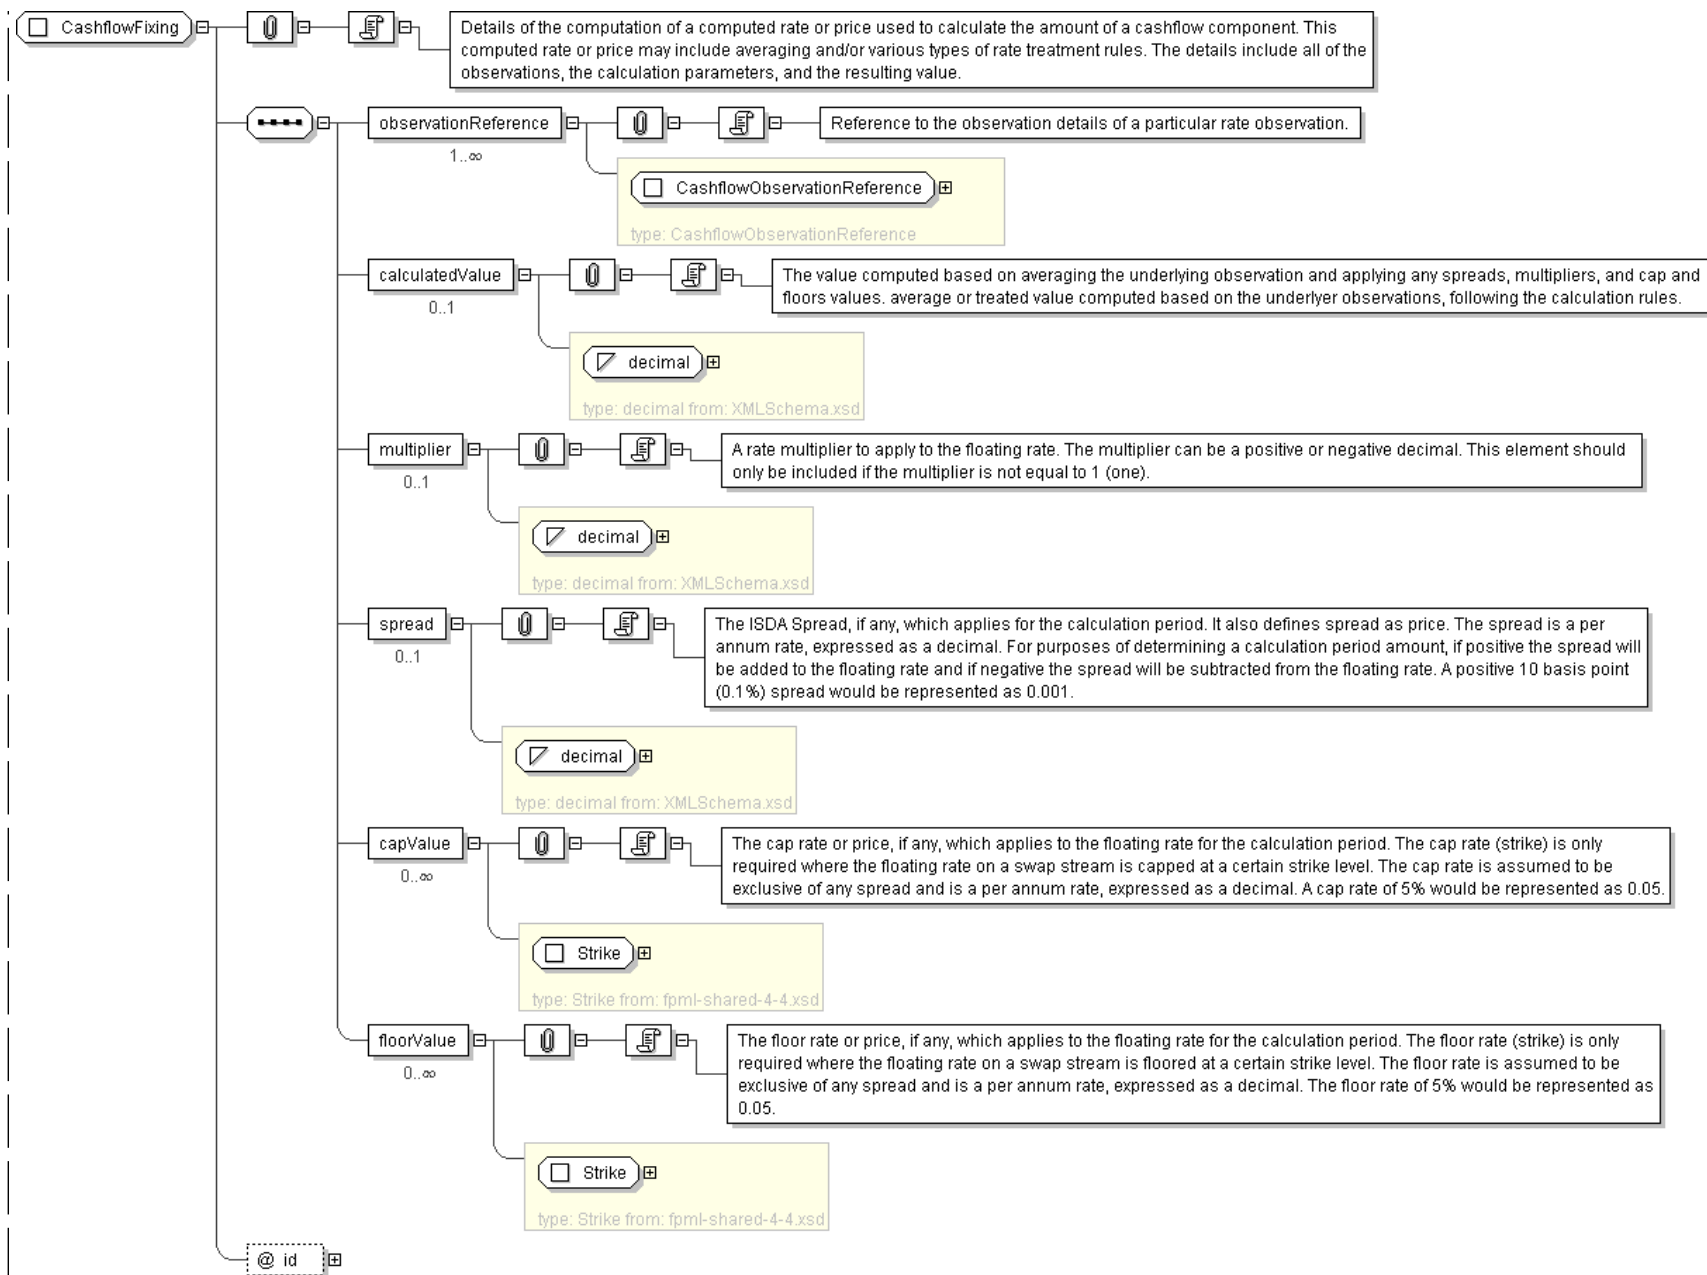 CashflowFixing
Details of the computation of a computed rate or price used to calculate the amount of a cashflow component. This
computed rate or price may include averaging and/or various types of rate treatment rules. The details include all of the
observations, the calculation parameters, and the resulting value.
observationReference
1..∞
Reference to the observation details of a particular rate observation.
CashflowObservationReference
type: CashflowObservationReference
calculatedValue
0..1
The value computed based on averaging the underlying observation and applying any spreads, multipliers, and cap and
floors values. average or treated value computed based on the underlyer observations, following the calculation rules.
decimal
type: decimal from: XMLSchema.xsd
multiplier
0..1
A rate multiplier to apply to the floating rate. The multiplier can be a positive or negative decimal. This element should
only be included if the multiplier is not equal to 1 (one).
decimal
type: decimal from: XMLSchema.xsd
spread
0..1
The ISDA Spread, if any, which applies for the calculation period. It also defines spread as price. The spread is a per
annum rate, expressed as a decimal. For purposes of determining a calculation period amount, if positive the spread will
be added to the floating rate and if negative the spread will be subtracted from the floating rate. A positive 10 basis point
(0.1%) spread would be represented as 0.001.
decimal
type: decimal from: XMLSchema.xsd
capValue
0..∞
The cap rate or price, if any, which applies to the floating rate for the calculation period. The cap rate (strike) is only
required where the floating rate on a swap stream is capped at a certain strike level. The cap rate is assumed to be
exclusive of any spread and is a per annum rate, expressed as a decimal. A cap rate of 5% would be represented as 0.05.
Strike
type: Strike from: fpml-shared-4-4.xsd
floorValue
0..∞
The floor rate or price, if any, which applies to the floating rate for the calculation period. The floor rate (strike) is only
required where the floating rate on a swap stream is floored at a certain strike level. The floor rate is assumed to be
exclusive of any spread and is a per annum rate, expressed as a decimal. The floor rate of 5% would be represented as
0.05.
Strike
type: Strike from: fpml-shared-4-4.xsd
@ id